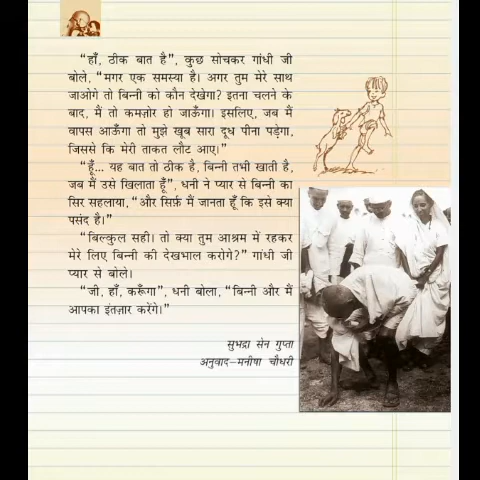 “हाँ, ठीक बात है”, कुछ सोचकर गांधी जी
बोले, “मगर एक समस्या है। अगर तुम मेरे साथ
जाओगे तो बिन्नी को कौन देखेगा? इतना चलने के
बाद, मैं तो कमज़ोर हो जाऊँगा। इसलिए, जब मैं
वापस आऊँगा तो मुझे खूब सारा दूध पीना पड़ेगा,
जिससे कि मेरी ताकत लौट आए।”
“हूँ... यह बात तो ठीक है, बिन्नी तभी खाती है,
जब मैं उसे खिलाता हूँ”, धनी ने प्यार से बिन्नी का
सिर सहलाया, “और सिर्फ़ मैं जानता हूँ कि इसे क्या
पसंद है।”
“बिल्कुल सही। तो क्या तुम आश्रम में रहकर
मेरे लिए बिन्नी की देखभाल करोगे?” गांधी जी
प्यार से बोले।
“जी, हाँ, करूँगा”, धनी बोला, “बिन्नी और मैं
आपका इंतज़ार करेंगे।”
सुभद्रा सेन गुप्ता
अनुवाद–मनीषा चौधरी